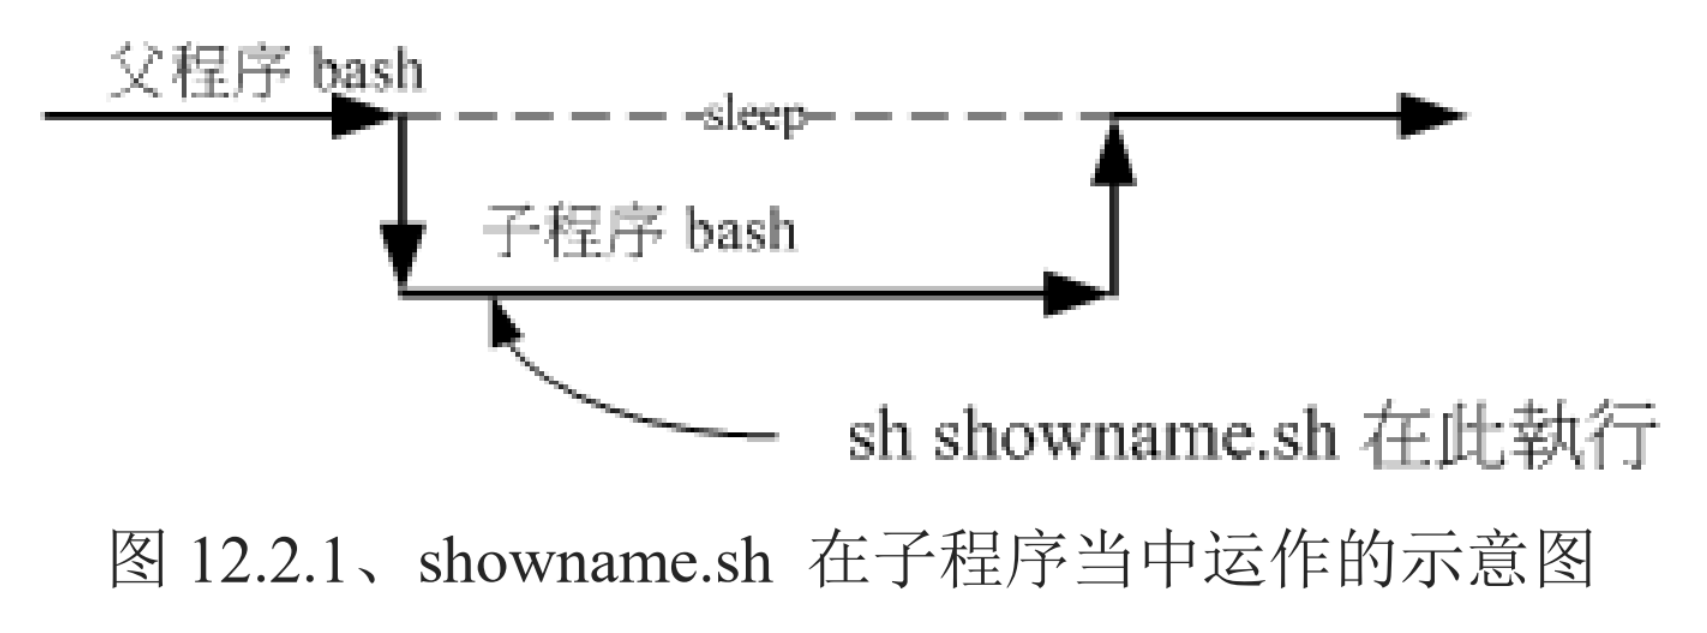 父程序 bash
sleep
子程序 bash
sh showname.sh 在此執行
图 12.2.1、showname.sh 在子程序当中运作的示意图